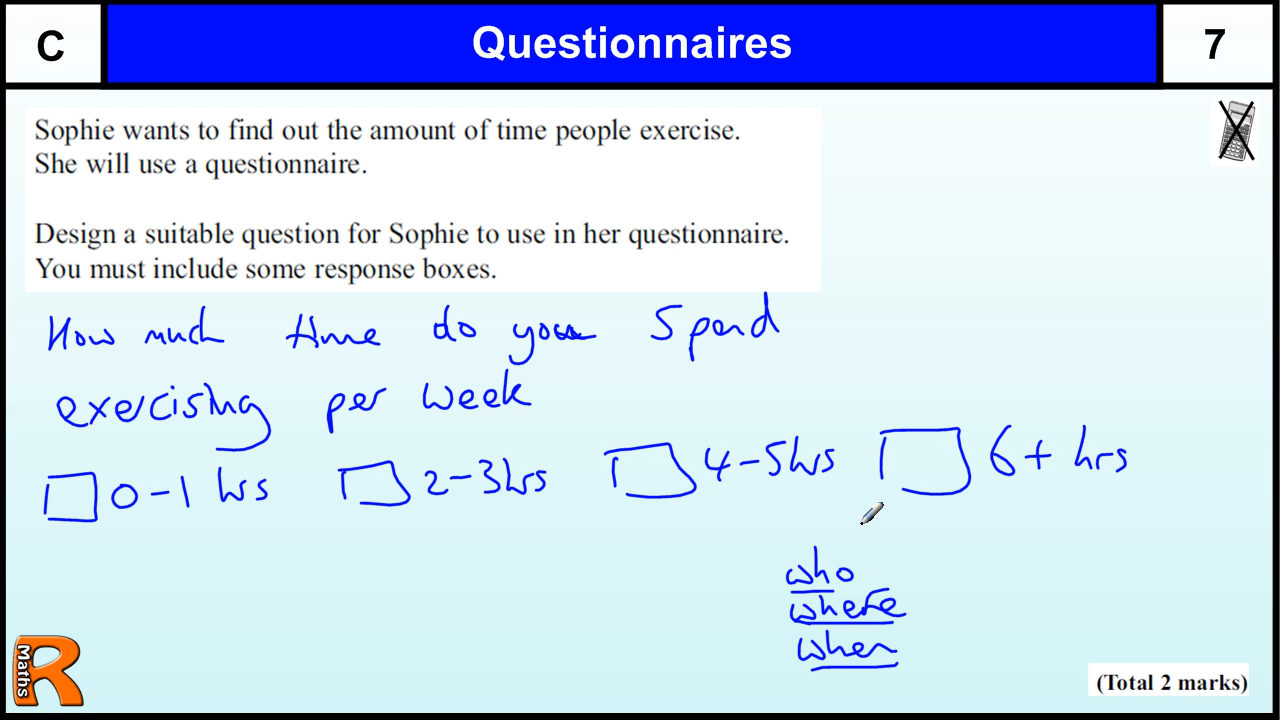 C
Questionnaires
7
Sophie wants to find out the amount of time people exercise.
She will use a questionnaire.
Design a suitable question for Sophie to use in her questionnaire.
You must include some response boxes.
How much time do you spend
exercising per week
0-1 hrs 2-3hrs 4-5hrs 6+ hrs
who
where
when
Maths R
(Total 2 marks)